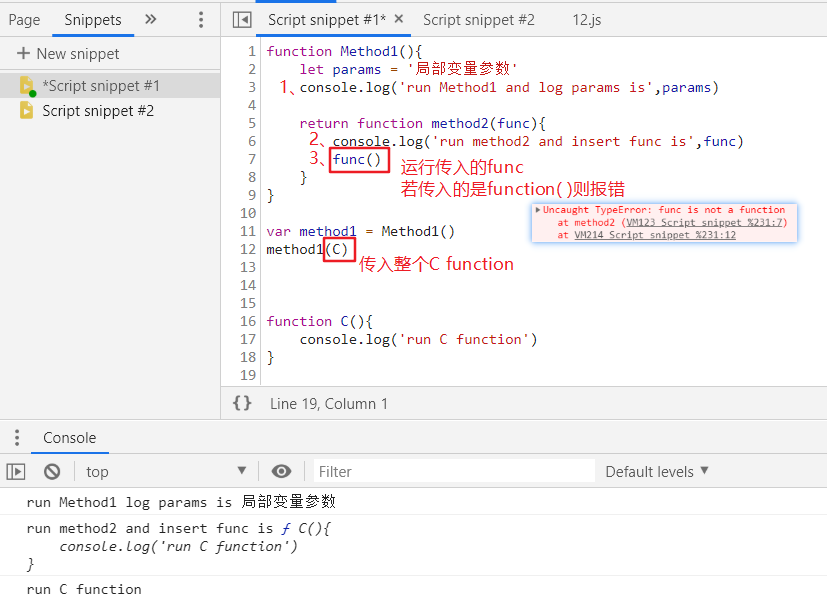 Page Snippets » Script snippet #1* × Script snippet #2 12.js
+ New snippet
*Script snippet #1
Script snippet #2
1 function Method1(){
2 let params = '局部变量参数'
3 1、console.log('run Method1 and log params is',params)
4
5 return function method2(func){
6 2、console.log('run method2 and insert func is',func)
7 3、func() 运行传入的func
若传入的是function( )则报错
8 }
9 }
10
Uncaught TypeError: func is not a function
at method2 (VM123 Script snippet %231:7)
at VM214 Script snippet %231:12
11 var method1 = Method1()
12 method1(C)
传入整个C function
13
14
15
16 function C(){
17 console.log('run C function')
18 }
19
{} Line 19, Column 1
Console
top ▼ Filter Default levels ▼
run Method1 log params is 局部变量参数
run method2 and insert func is ƒ C(){
console.log('run C function')
}
run C function